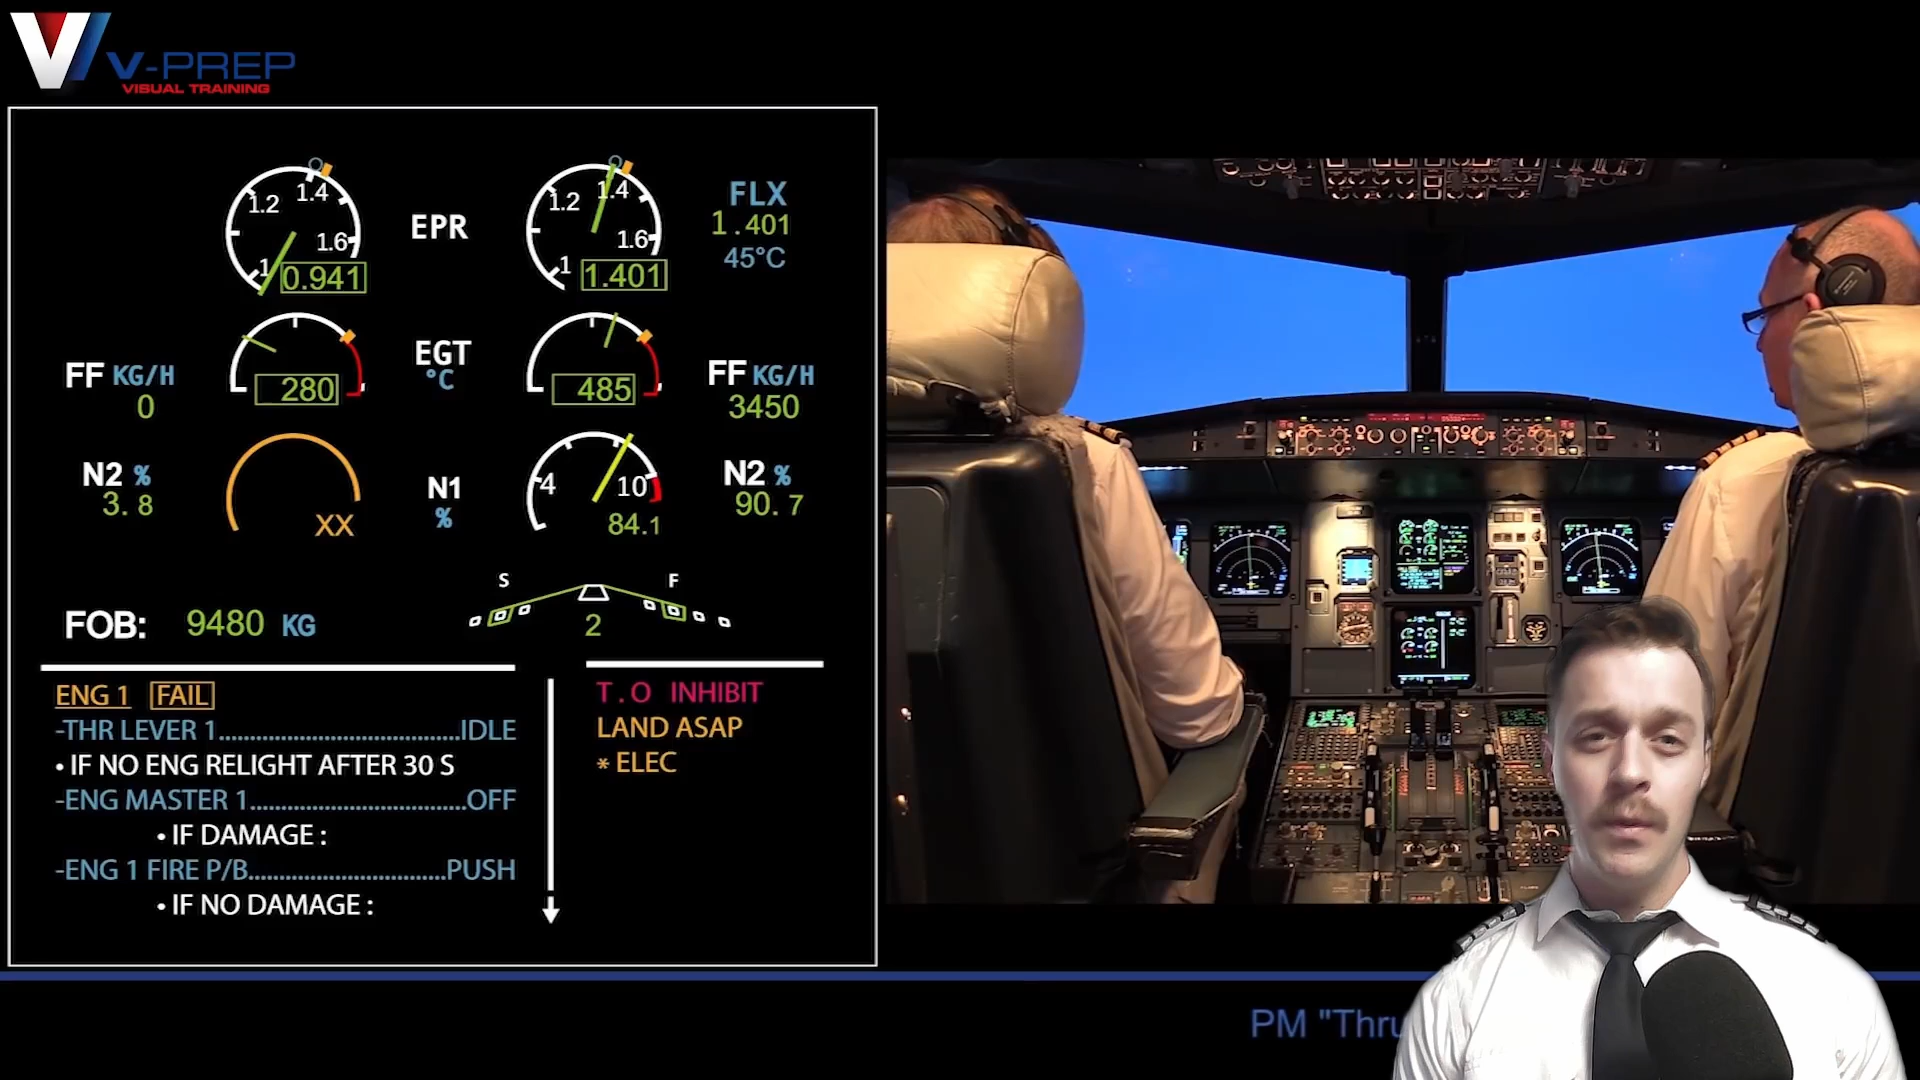 V-PREP
VISUAL TRAINING
1.2 1.4 1.6 1 0.941
EPR
1.2 1.4 1.6 1 1.401
FLX
1.401
45°C
FF KG/H
0
280
EGT
°C
485
FF KG/H
3450
N2 %
3.8
XX
N1
%
4 10
84.1
N2 %
90.7
FOB: 9480 KG
S F
2
ENG 1 FAIL
-THR LEVER 1.......................................IDLE
• IF NO ENG RELIGHT AFTER 30 S
-ENG MASTER 1...................................OFF
• IF DAMAGE :
-ENG 1 FIRE P/B................................PUSH
• IF NO DAMAGE :
T.O INHIBIT
LAND ASAP
* ELEC
PM "Thru